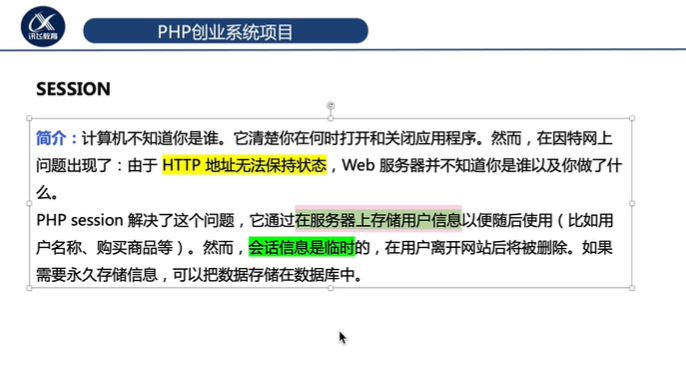 讯飞教育
PHP创业系统项目
SESSION
简介：计算机不知道你是谁。它清楚你在何时打开和关闭应用程序。然而，在因特网上
问题出现了：由于 HTTP 地址无法保持状态，Web 服务器并不知道你是谁以及你做了什
么。
PHP session 解决了这个问题，它通过在服务器上存储用户信息以便随后使用（比如用
户名称、购买商品等）。然而，会话信息是临时的，在用户离开网站后将被删除。如果
需要永久存储信息，可以把数据存储在数据库中。